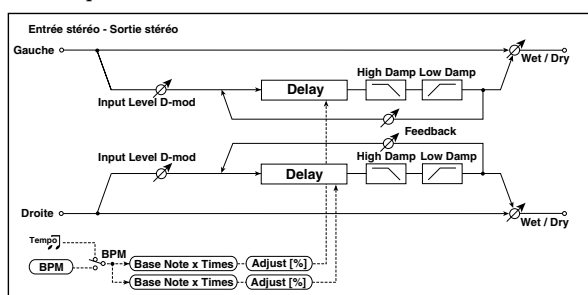 Entrée stéréo - Sortie stéréo
Gauche
Wet / Dry
High Damp Low Damp
Delay
Input Level D-mod
Feedback
Input Level D-mod
High Damp Low Damp
Delay
Droite
Wet / Dry
Tempo
BPM
BPM
Base Note x Times
Adjust [%]
Base Note x Times
Adjust [%]